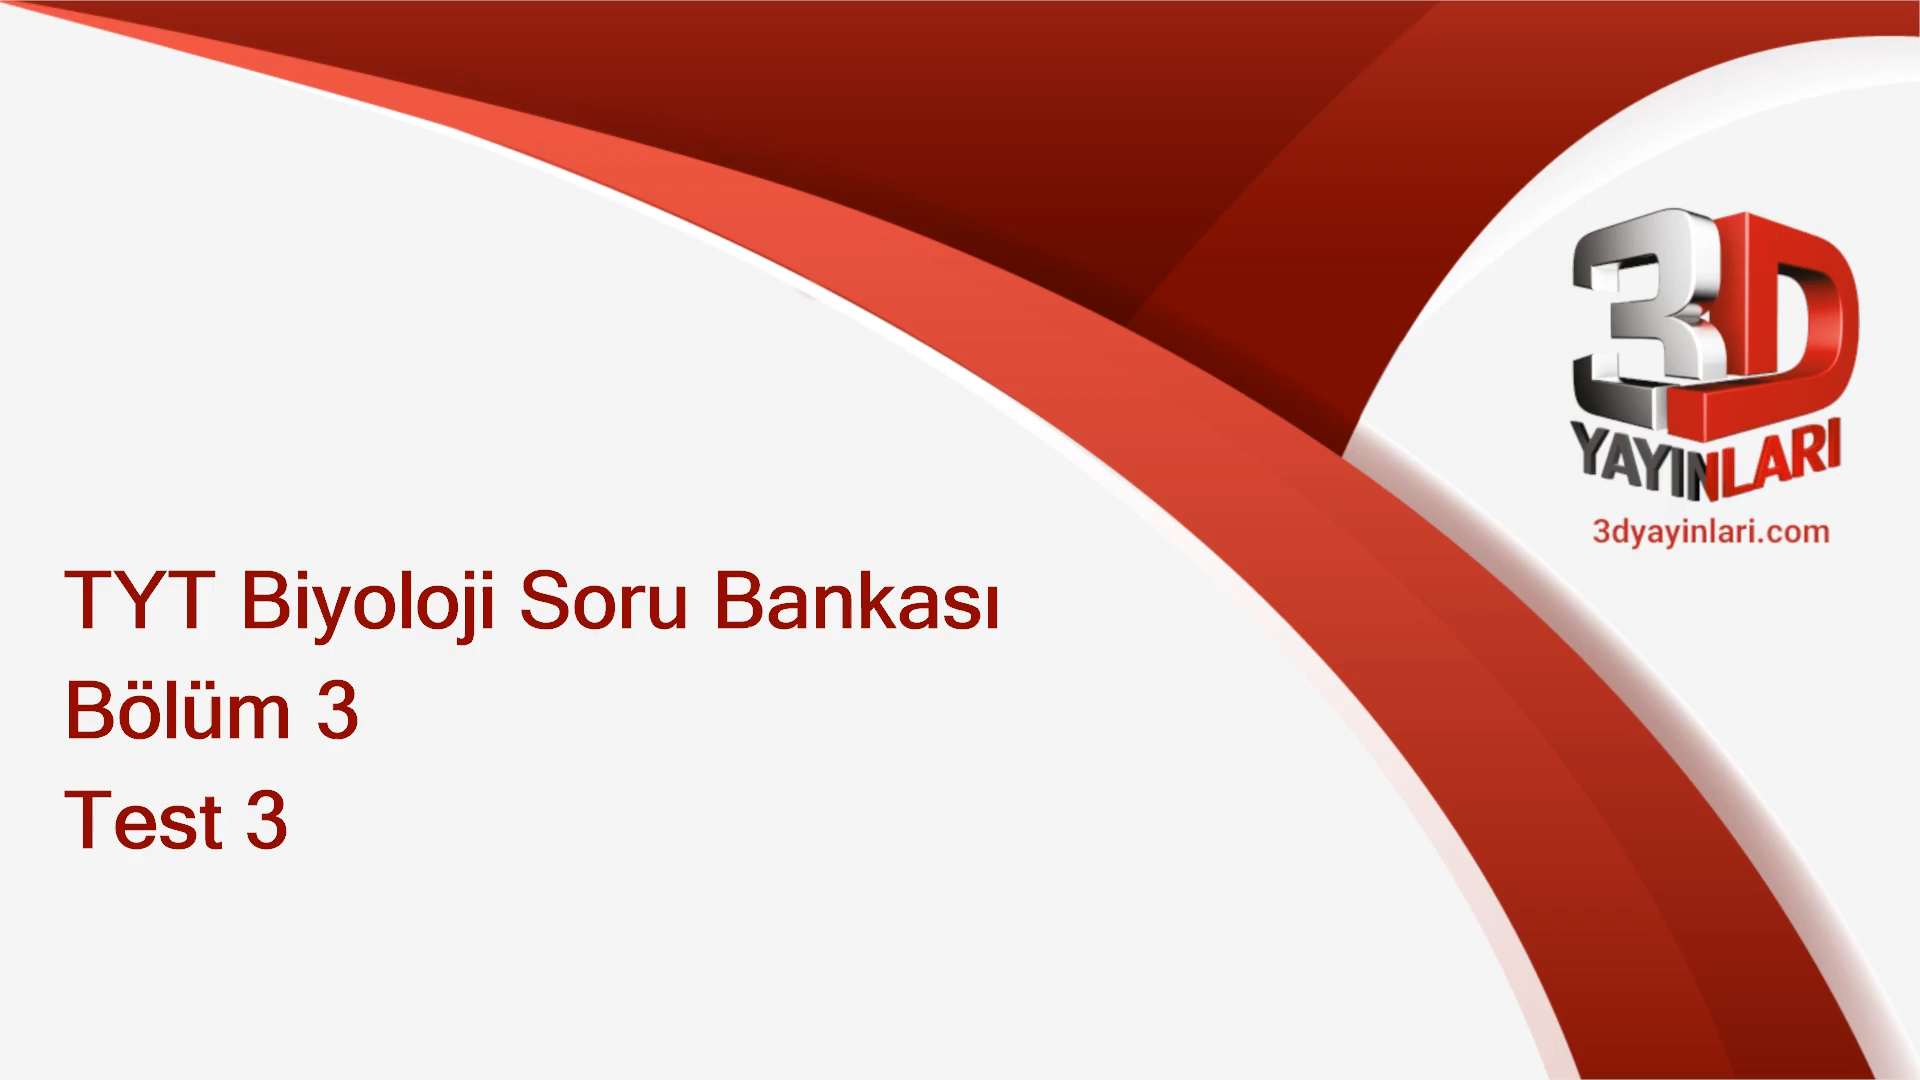 3D
YAYINLARI
3dyayinlari.com
TYT Biyoloji Soru Bankası
Bölüm 3
Test 3